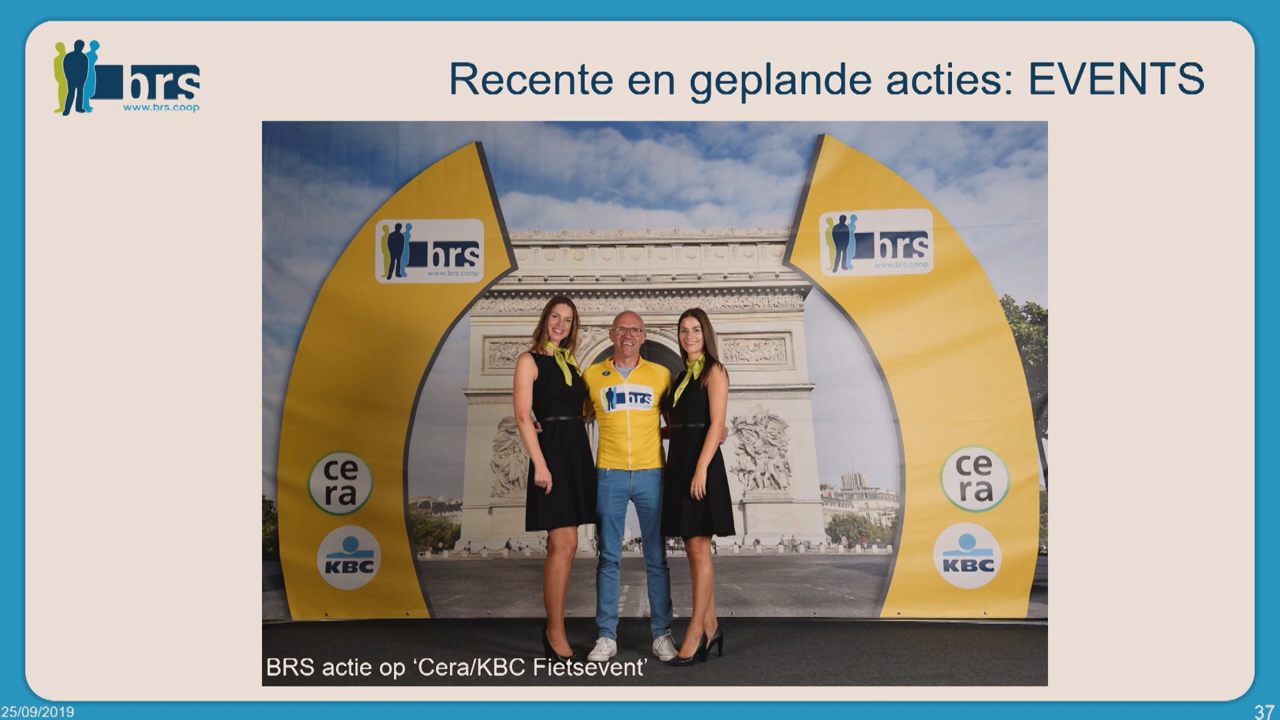 brs
www.brs.coop
Recente en geplande acties: EVENTS
brs
www.brs.coop
brs
www.brs.coop
brs
ce
ra
KBC
ce
ra
KBC
BRS actie op ‘Cera/KBC Fietsevent’
25/09/2019
37